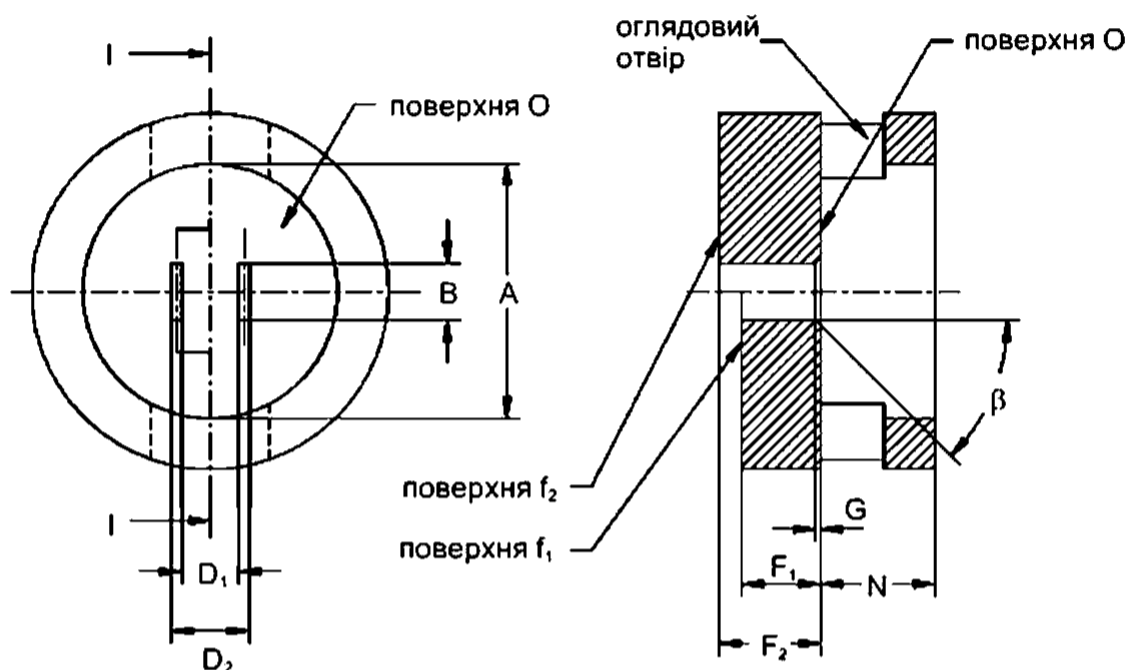 I
поверхня О
B
A
I
D₁
D₂
оглядовий
отвір
поверхня О
β
поверхня f₂
поверхня f₁
G
F₁
N
F₂